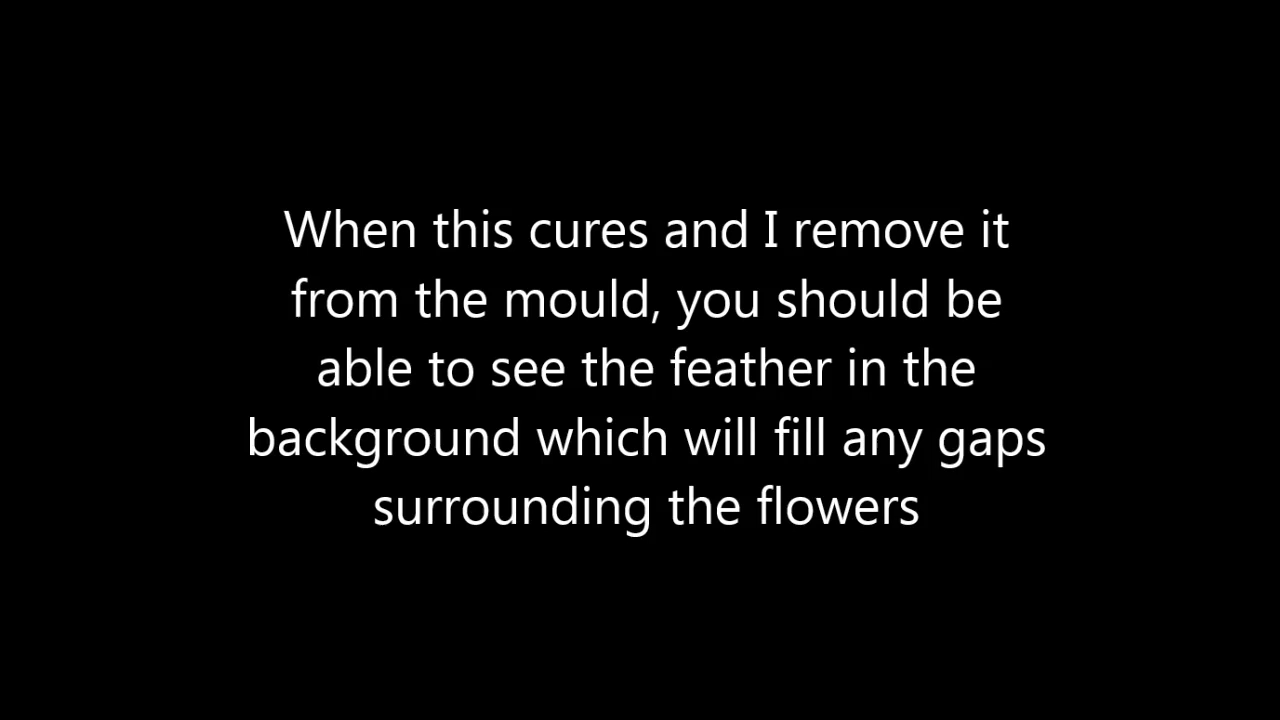 When this cures and I remove it
from the mould, you should be
able to see the feather in the
background which will fill any gaps
surrounding the flowers